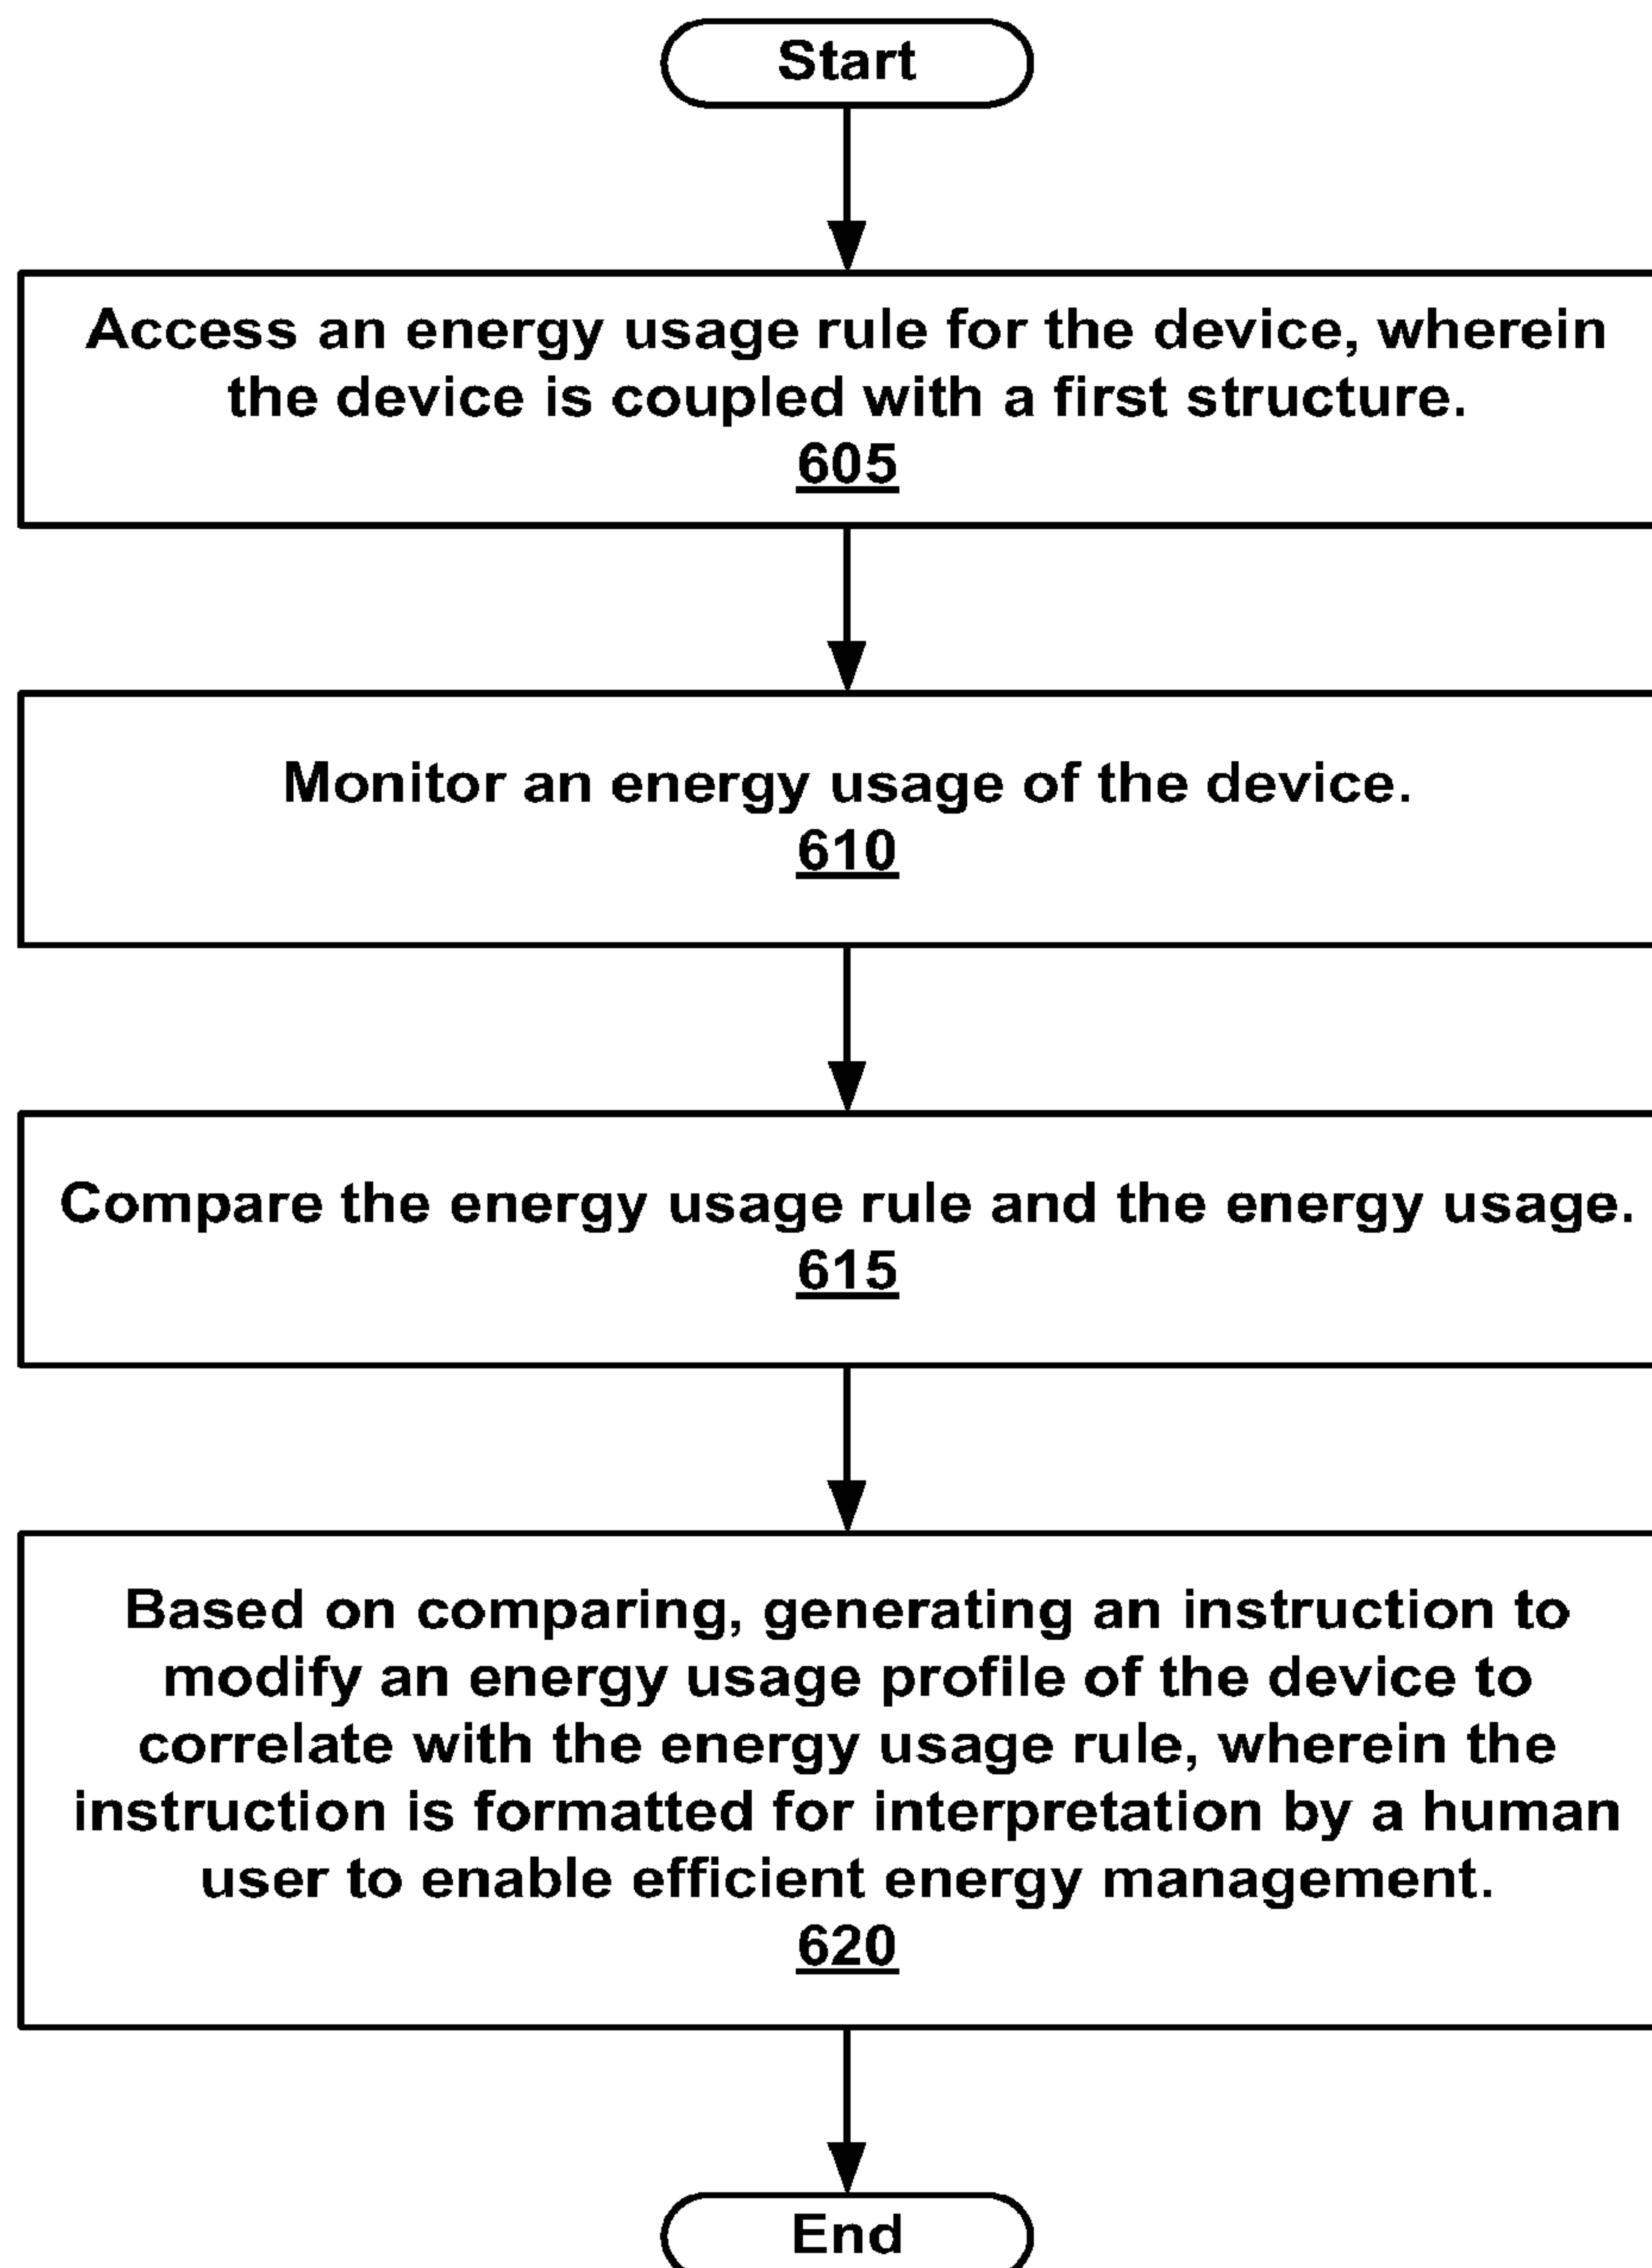 Start
Access an energy usage rule for the device, wherein
the device is coupled with a first structure.
605
Monitor an energy usage of the device.
610
Compare the energy usage rule and the energy usage.
615
Based on comparing, generating an instruction to
modify an energy usage profile of the device to
correlate with the energy usage rule, wherein the
instruction is formatted for interpretation by a human
user to enable efficient energy management.
620
End